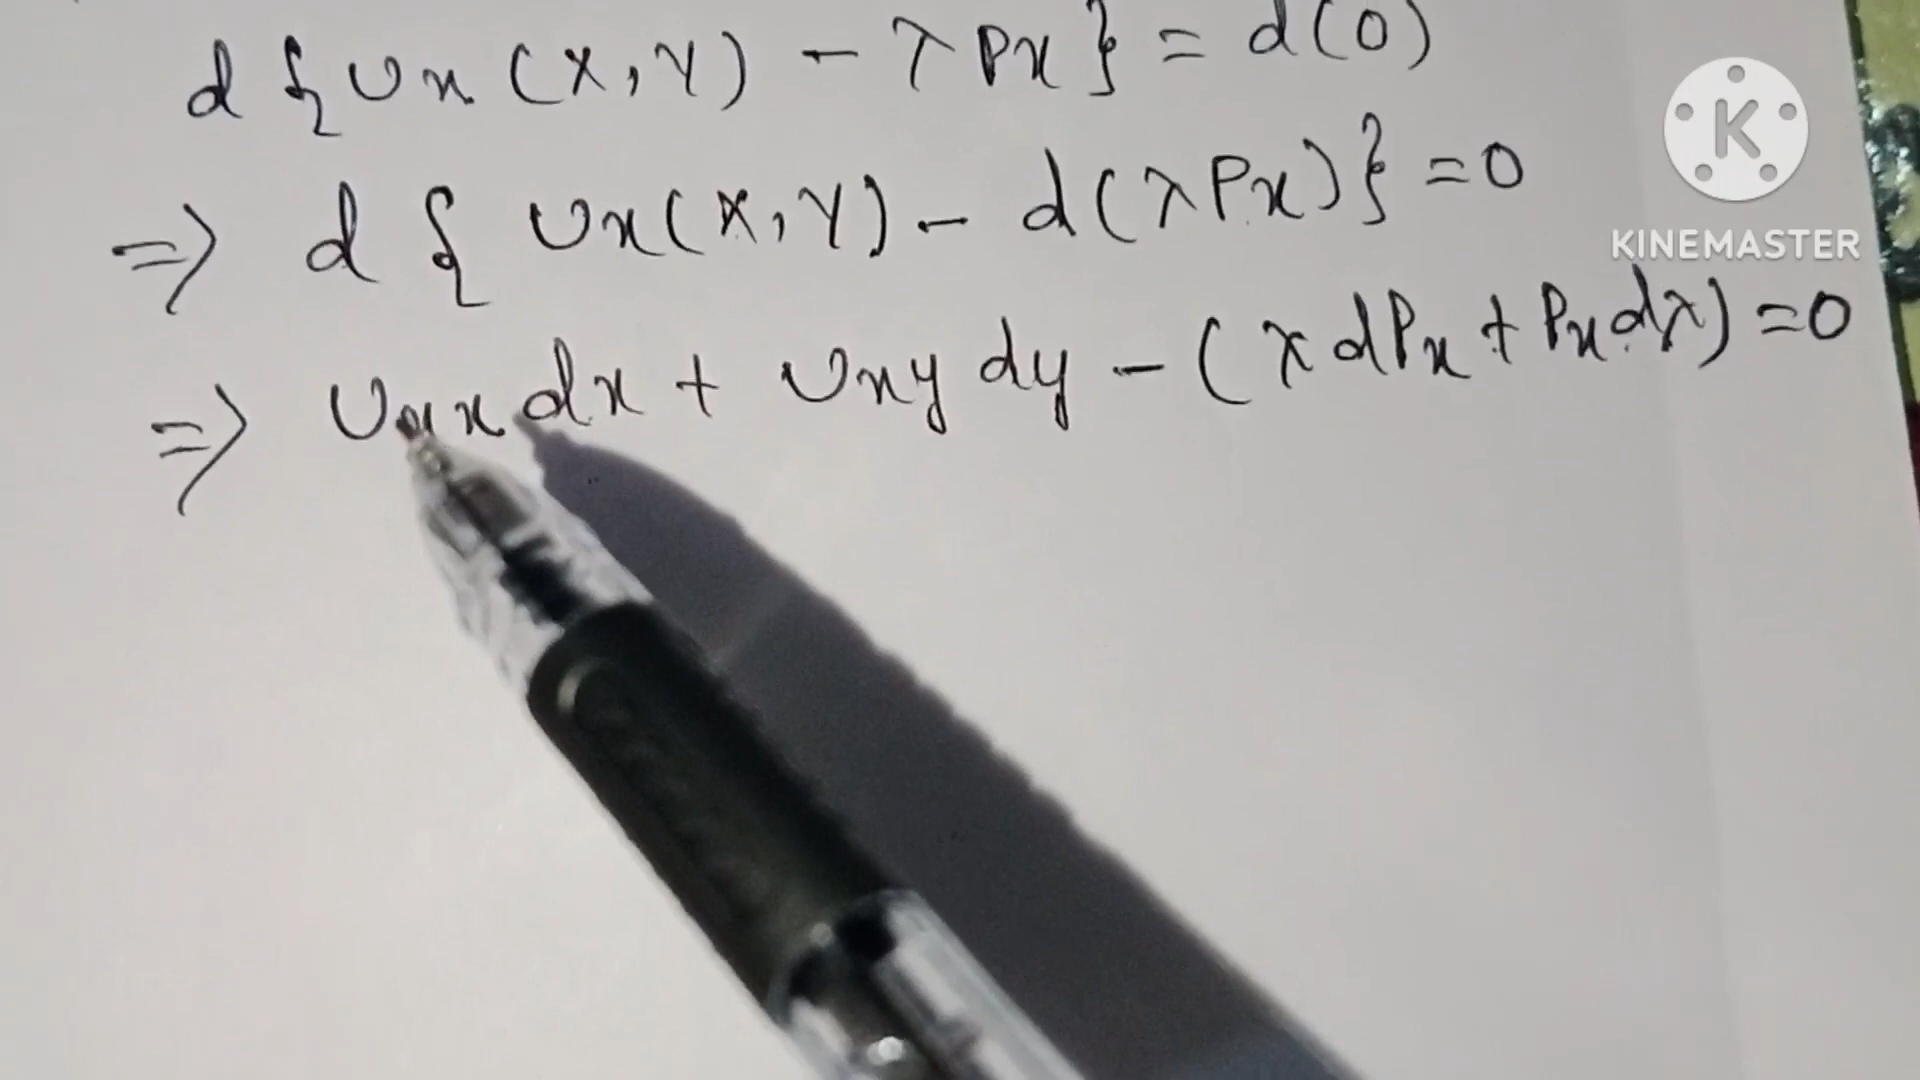 d{Ux(X,Y) - λPx} = d(0)
=> d{Ux(X,Y) - d(λPx)} = 0
K
KINEMASTER
=> Uxx dx + Uxy dy - (λdPx + Pxdλ) = 0